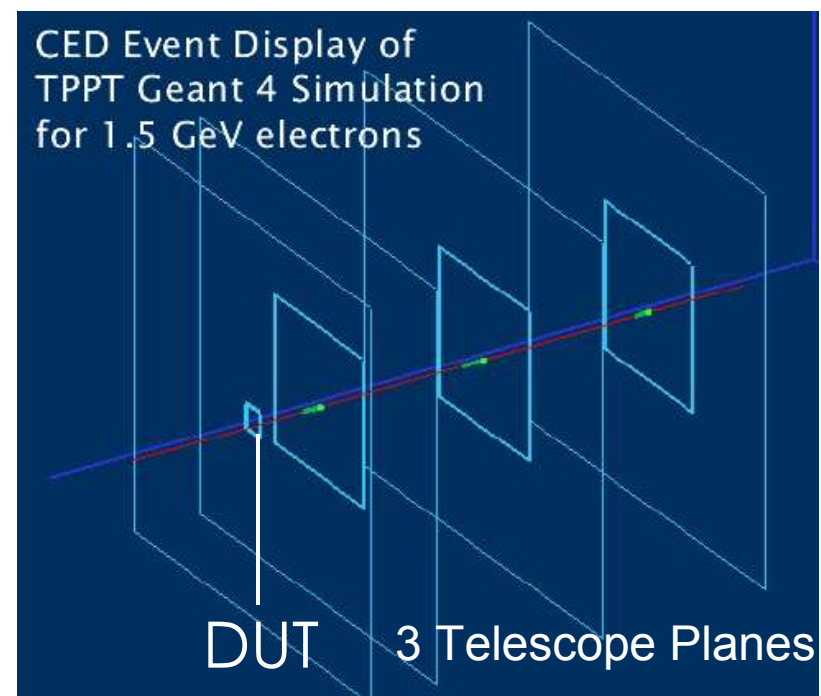 CED Event Display of
TPPT Geant 4 Simulation
for 1.5 GeV electrons
DUT
3 Telescope Planes